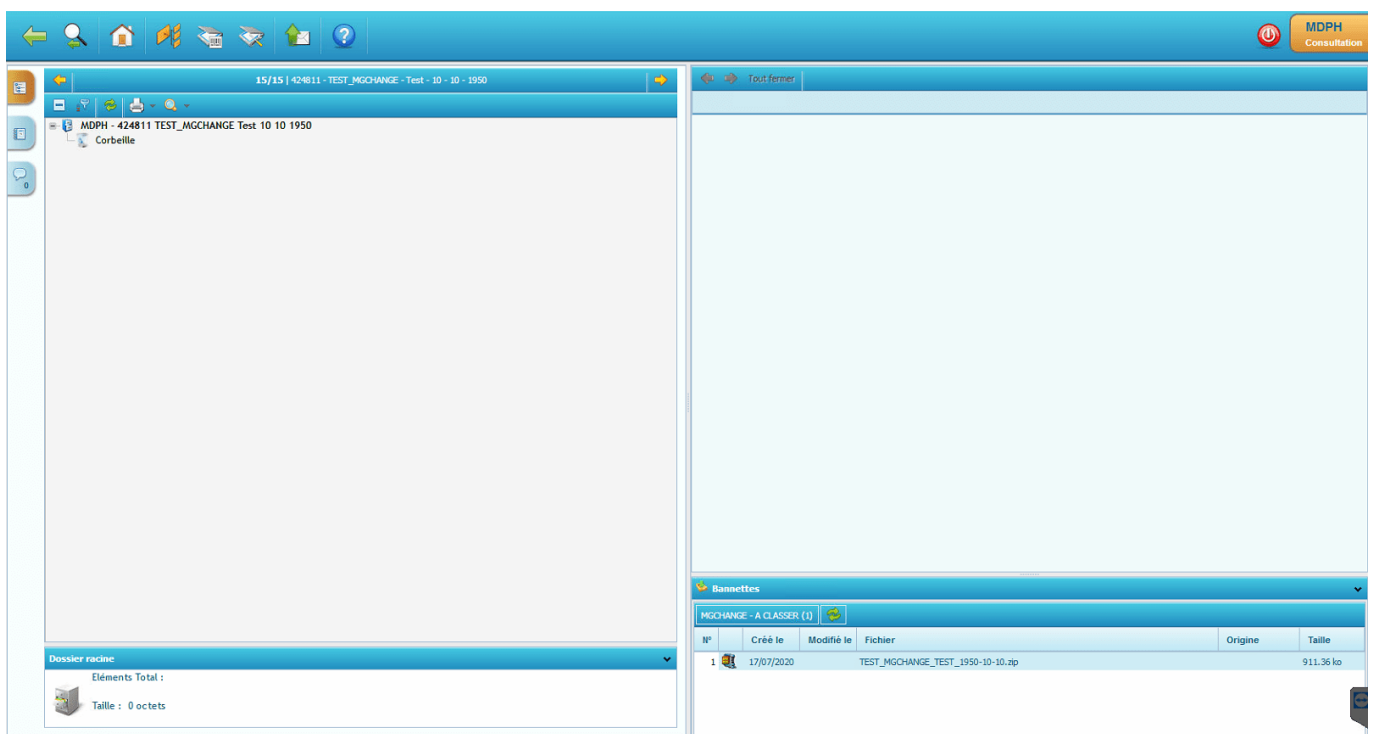 MDPH
Consultation
15/15 | 424811 - TEST_MGCHANGE - Test - 10 - 10 - 1950
Tout fermer
MDPH - 424811 TEST_MGCHANGE Test 10 10 1950
Corbeille
0
Bannettes
MGCHANGE - A CLASSER (1)
N° Créé le Modifié le Fichier Origine Taille
1 17/07/2020 TEST_MGCHANGE_TEST_1950-10-10.zip 911.36 ko
Dossier racine
Eléments Total :
Taille : 0 octets